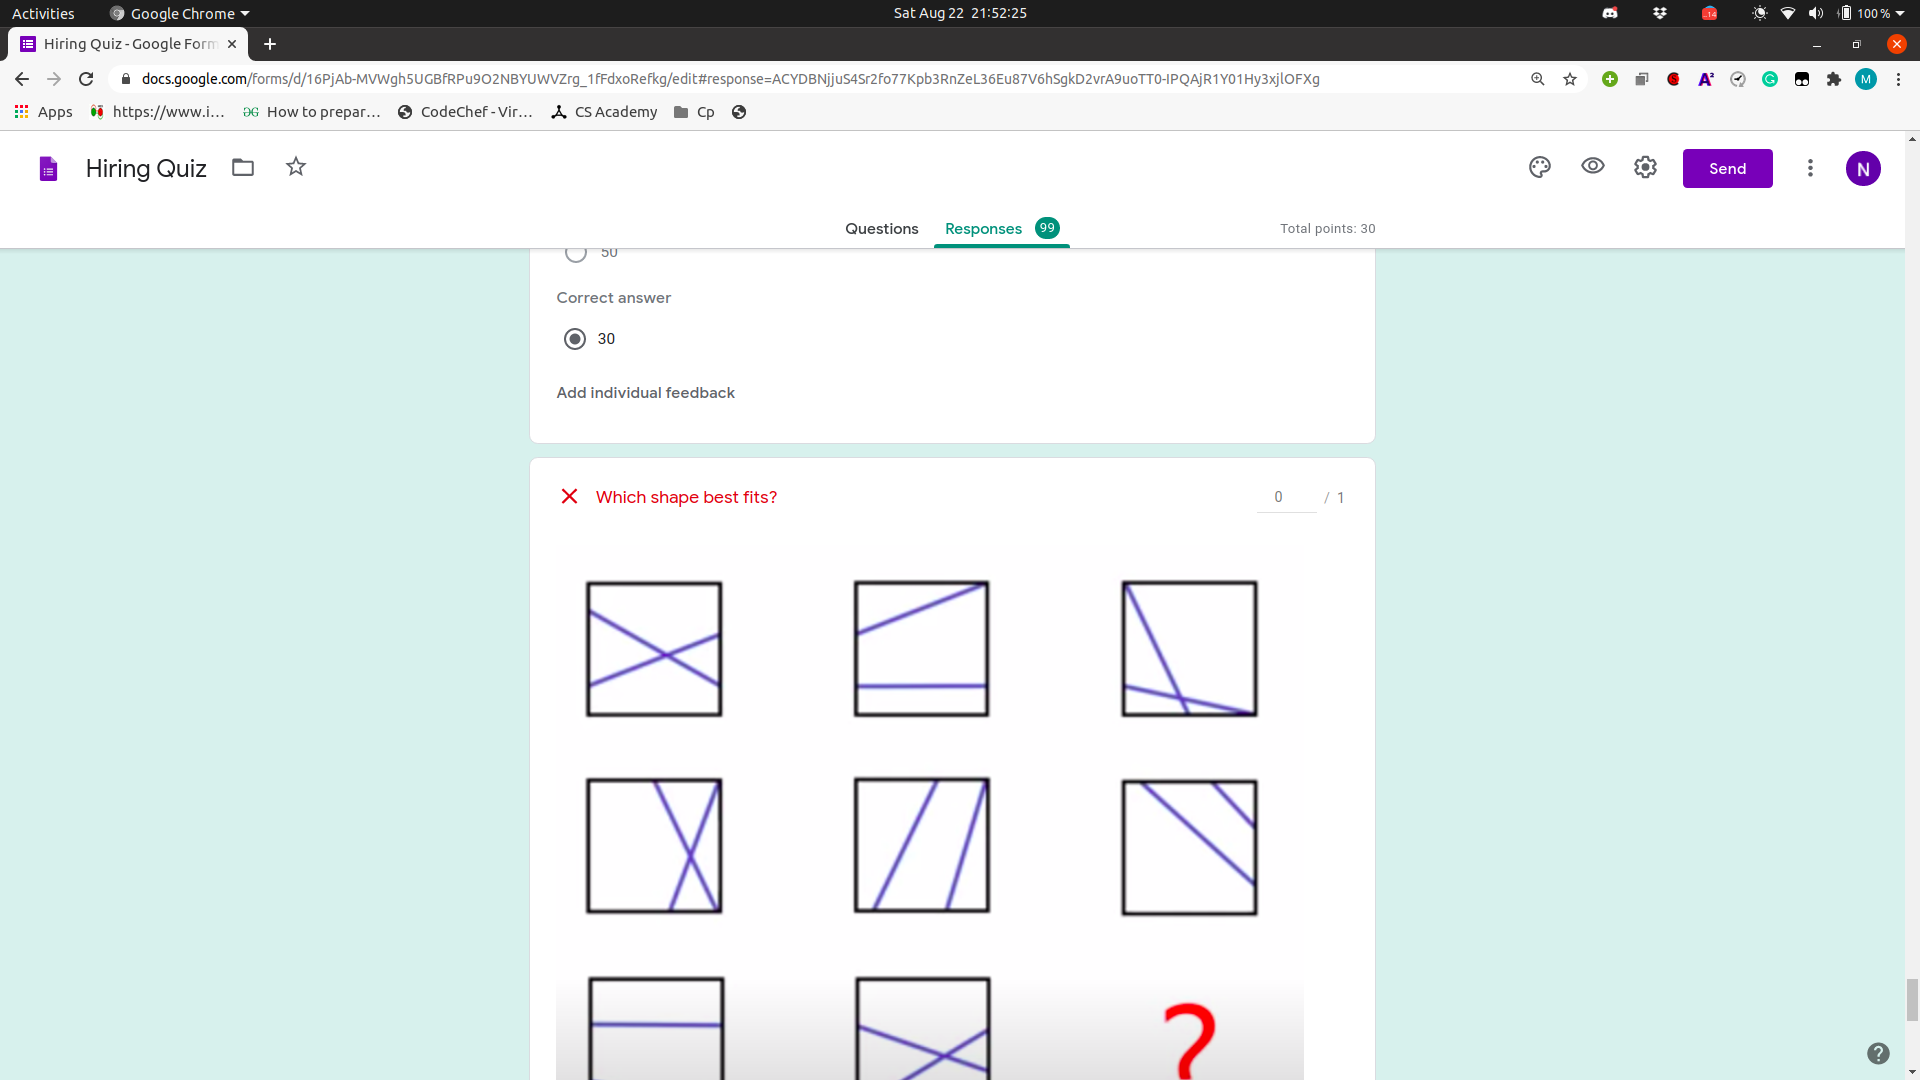 Activities Google Chrome Sat Aug 22 21:52:25 14 100 %
Hiring Quiz - Google Form
docs.google.com/forms/d/16PjAb-MVWgh5UGBfRPu9O2NBYUWVZrg_1fFdxoRefkg/edit#response=ACYDBNjjuS4Sr2fo77Kpb3RnZeL36Eu87V6hSgkD2vrA9uoTT0-IPQAjR1Y01Hy3xjlOFXg M
Apps https://www.i... How to prepar... CodeChef - Vir... CS Academy Cp
Hiring Quiz Send N
Questions Responses 99 Total points: 30
50
Correct answer
30
Add individual feedback
Which shape best fits? 0 / 1
?
?